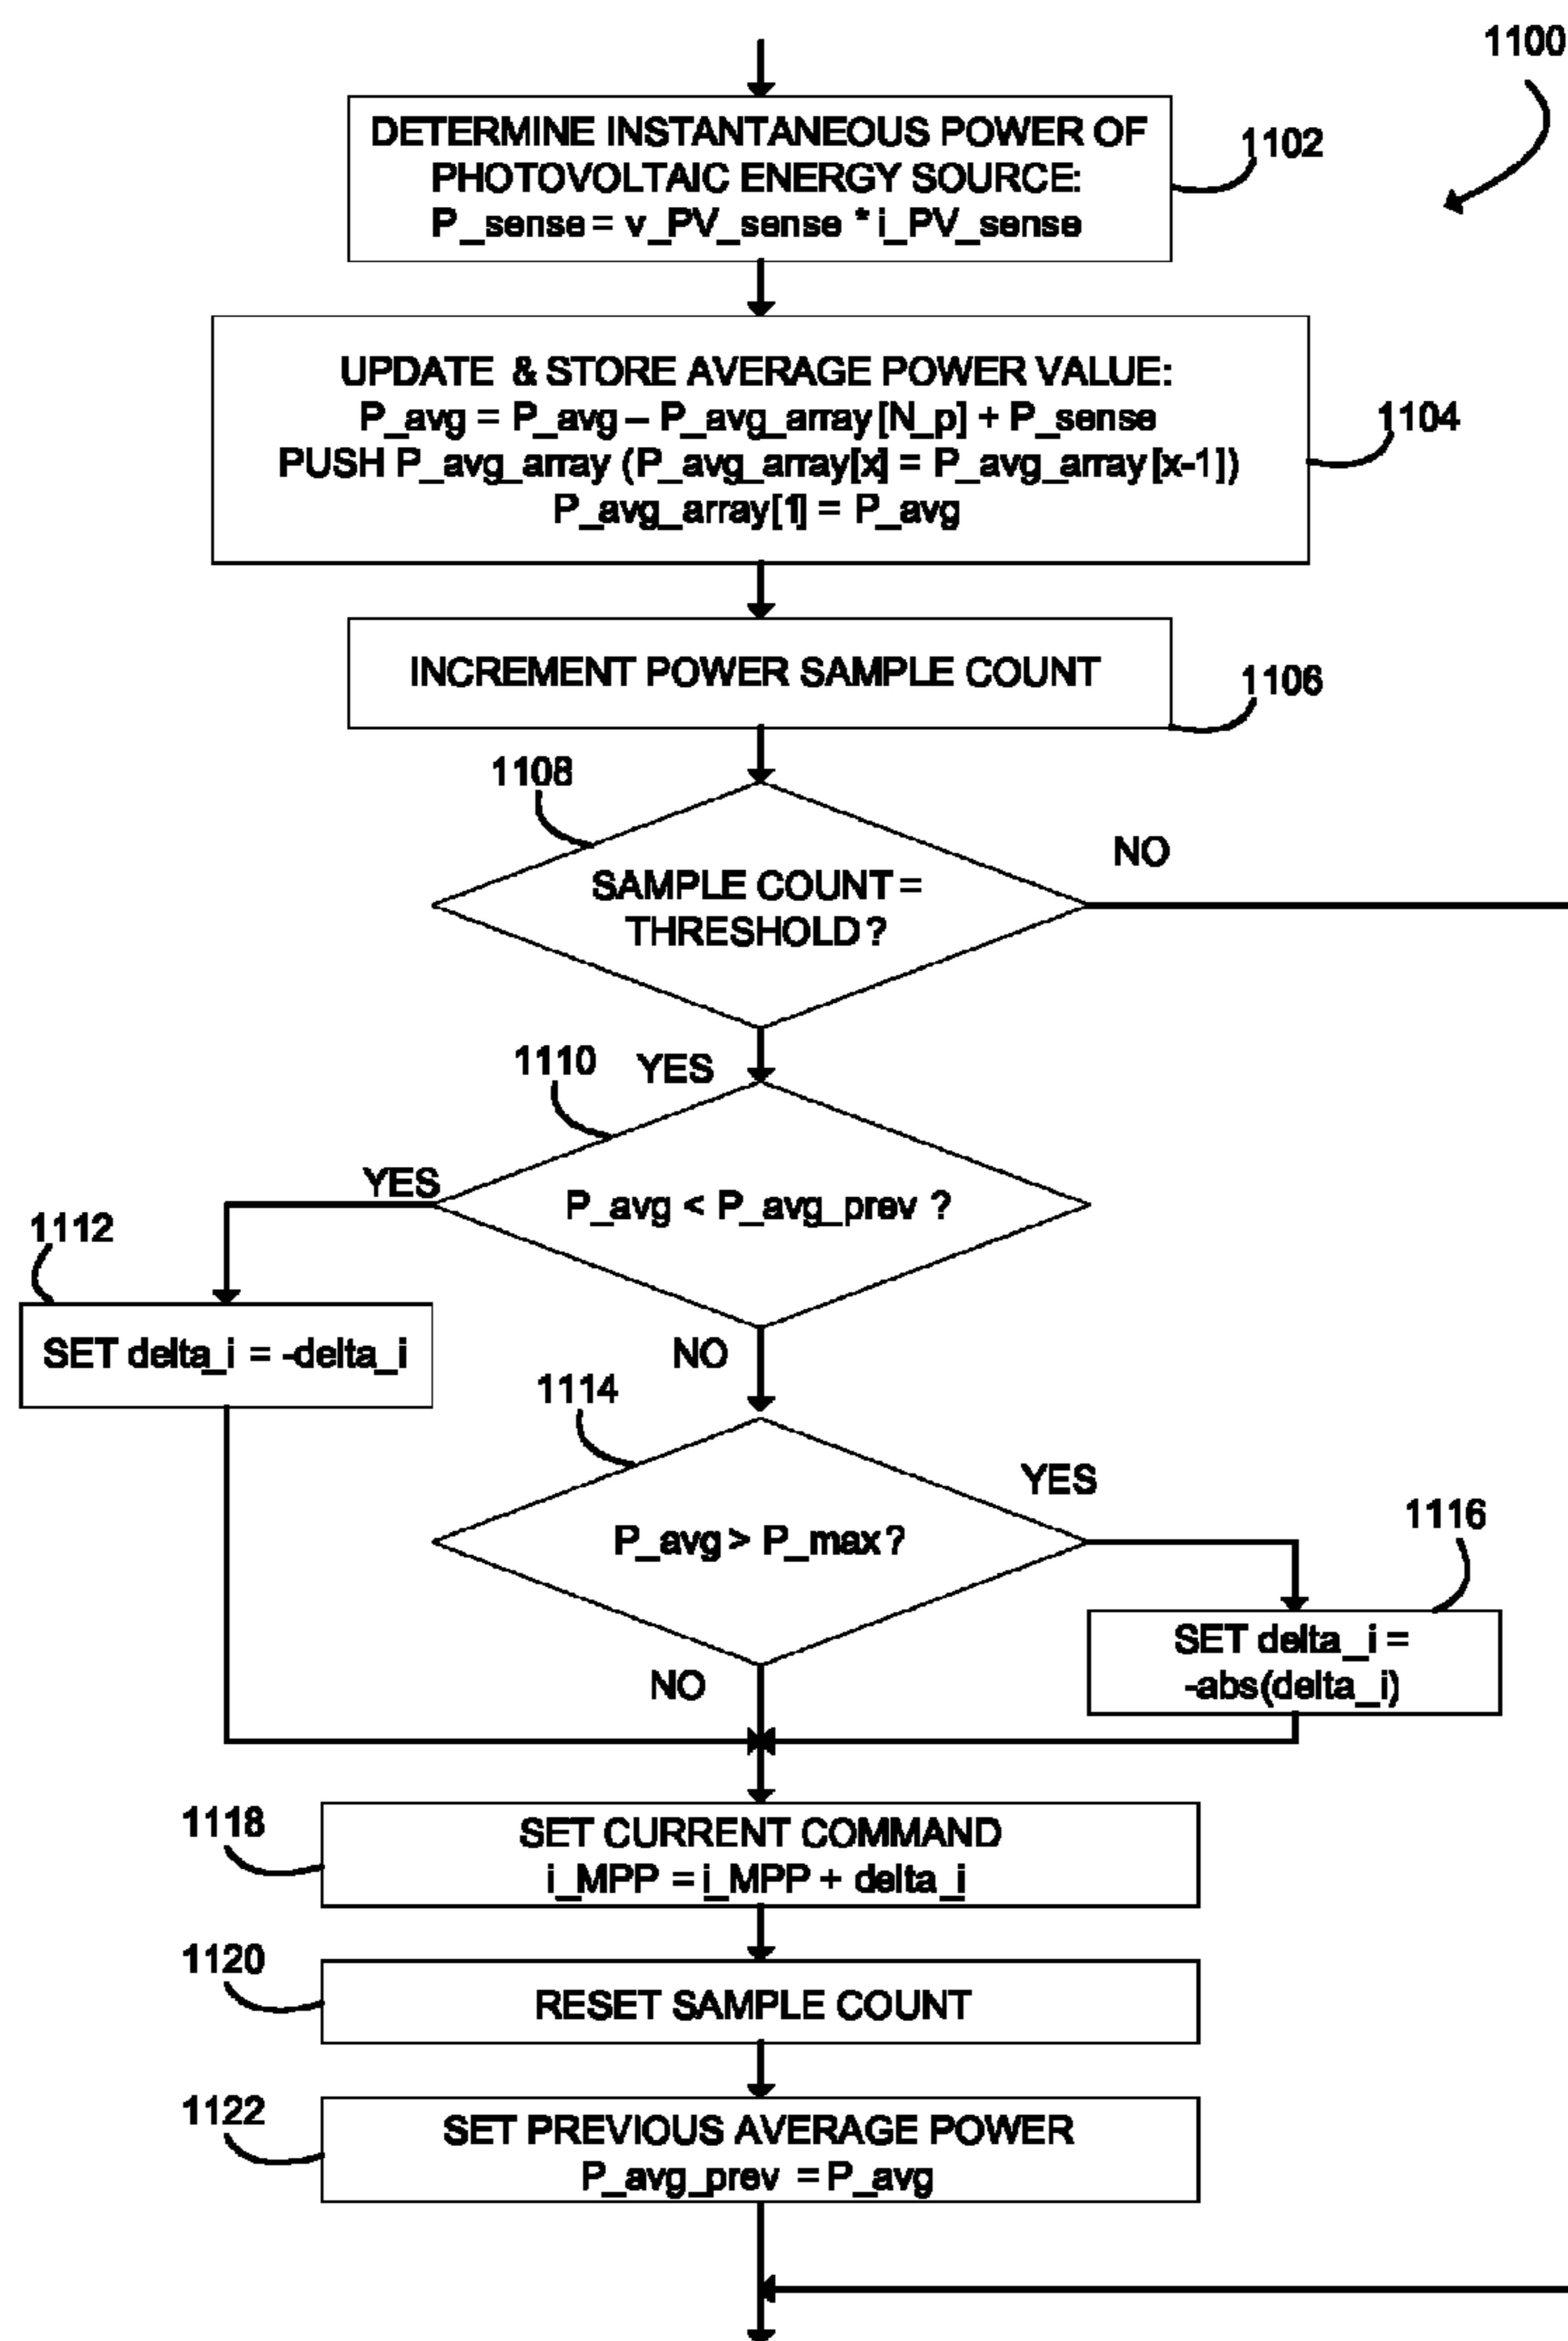 1100
DETERMINE INSTANTANEOUS POWER OF
PHOTOVOLTAIC ENERGY SOURCE:
P_sense = v_PV_sense * i_PV_sense
1102
UPDATE & STORE AVERAGE POWER VALUE:
P_avg = P_avg – P_avg_array[N_p] + P_sense
PUSH P_avg_array (P_avg_array[x] = P_avg_array[x-1])
P_avg_array[1] = P_avg
1104
INCREMENT POWER SAMPLE COUNT
1106
1108
SAMPLE COUNT =
THRESHOLD?
NO
YES
1110
P_avg < P_avg_prev ?
YES
1112
SET delta_i = -delta_i
NO
1114
P_avg > P_max?
YES
1116
SET delta_i =
-abs(delta_i)
NO
1118
SET CURRENT COMMAND
i_MPP = i_MPP + delta_i
1120
RESET SAMPLE COUNT
1122
SET PREVIOUS AVERAGE POWER
P_avg_prev = P_avg